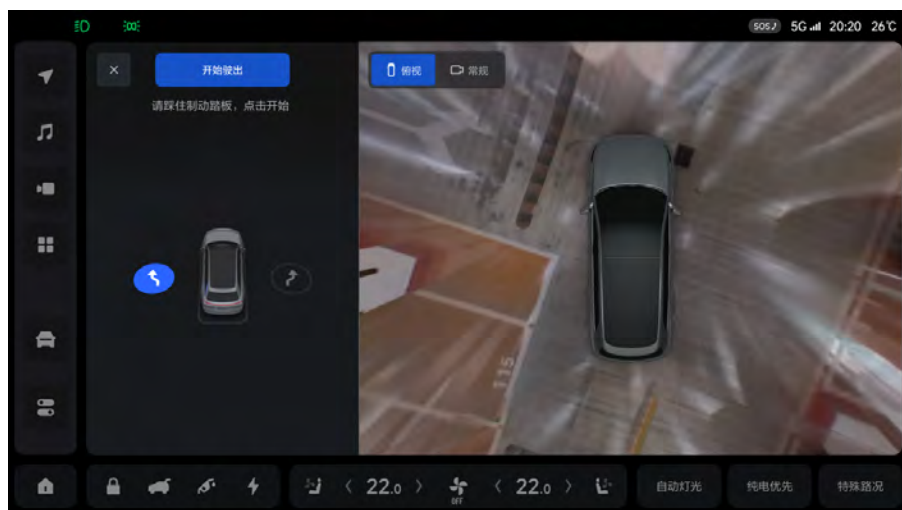 SOS
5G
20:20
26℃
开始驶出
请踩住制动踏板，点击开始
俯视
常规
115
22.0
OFF
22.0
自动灯光
纯电优先
特殊路况